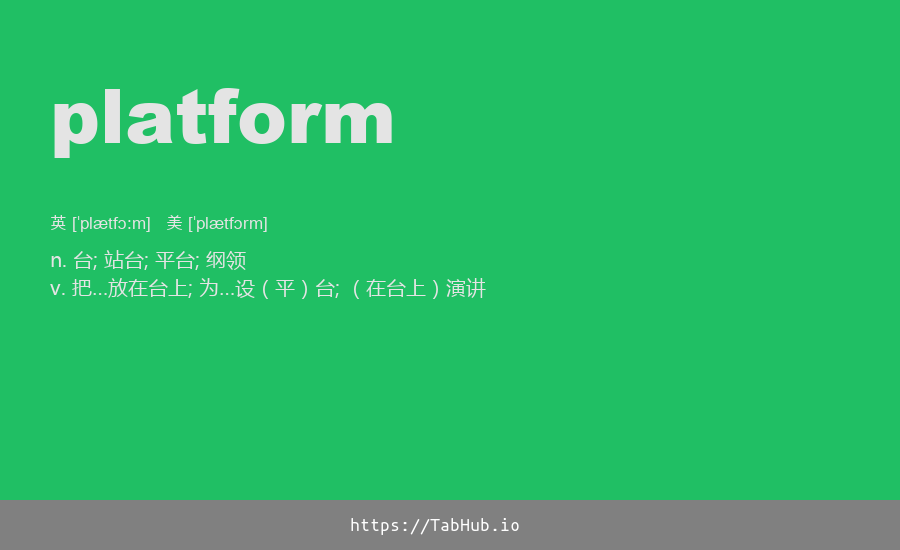 platform
英 [ˈplætfɔːm] 美 [ˈplætfɔrm]
n. 台; 站台; 平台; 纲领
v. 把...放在台上; 为...设（平）台; （在台上）演讲
https://TabHub.io